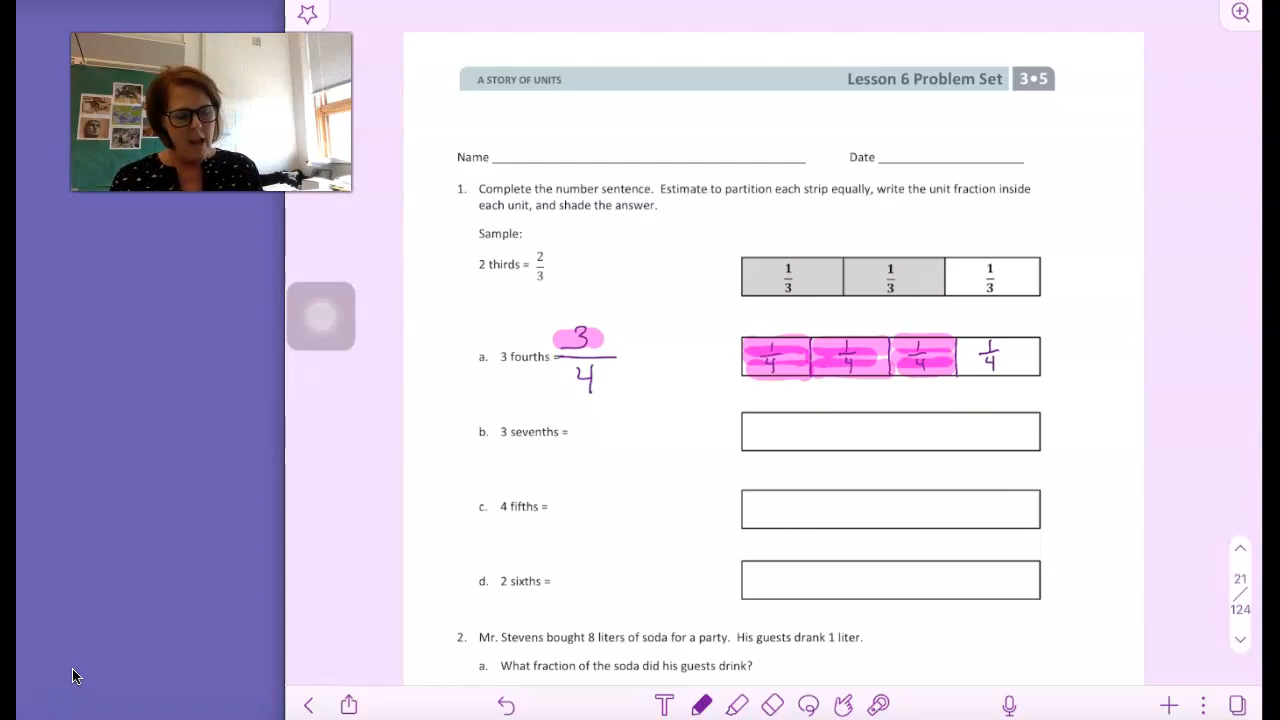 A STORY OF UNITS
Lesson 6 Problem Set 3•5
Name
Date
1. Complete the number sentence. Estimate to partition each strip equally, write the unit fraction inside
each unit, and shade the answer.
Sample:
2 thirds = 2/3
1/3 1/3 1/3
a. 3 fourths = 3/4
1/4 1/4 1/4 1/4
b. 3 sevenths =
c. 4 fifths =
d. 2 sixths =
2. Mr. Stevens bought 8 liters of soda for a party. His guests drank 1 liter.
a. What fraction of the soda did his guests drink?
21
/
124
T